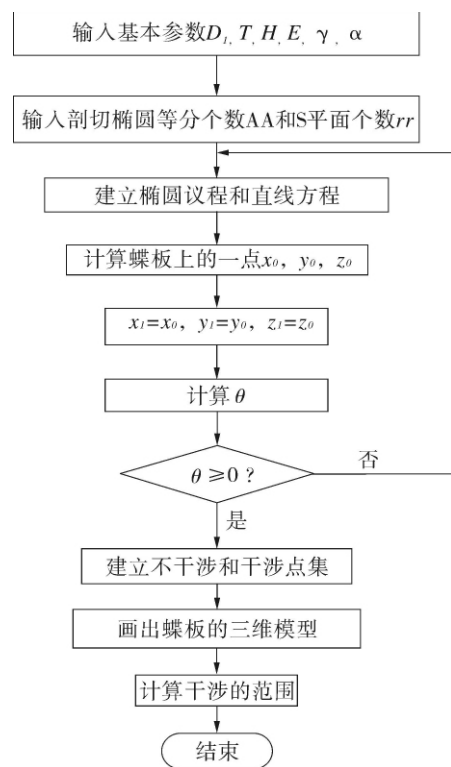 输入基本参数D₁, T, H, E, γ, α
输入剖切椭圆等分个数AA和S平面个数rr
建立椭圆议程和直线方程
计算蝶板上的一点x₀, y₀, z₀
x₁=x₀, y₁=y₀, z₁=z₀
计算θ
θ≥0?
否
是
建立不干涉和干涉点集
画出蝶板的三维模型
计算干涉的范围
结束